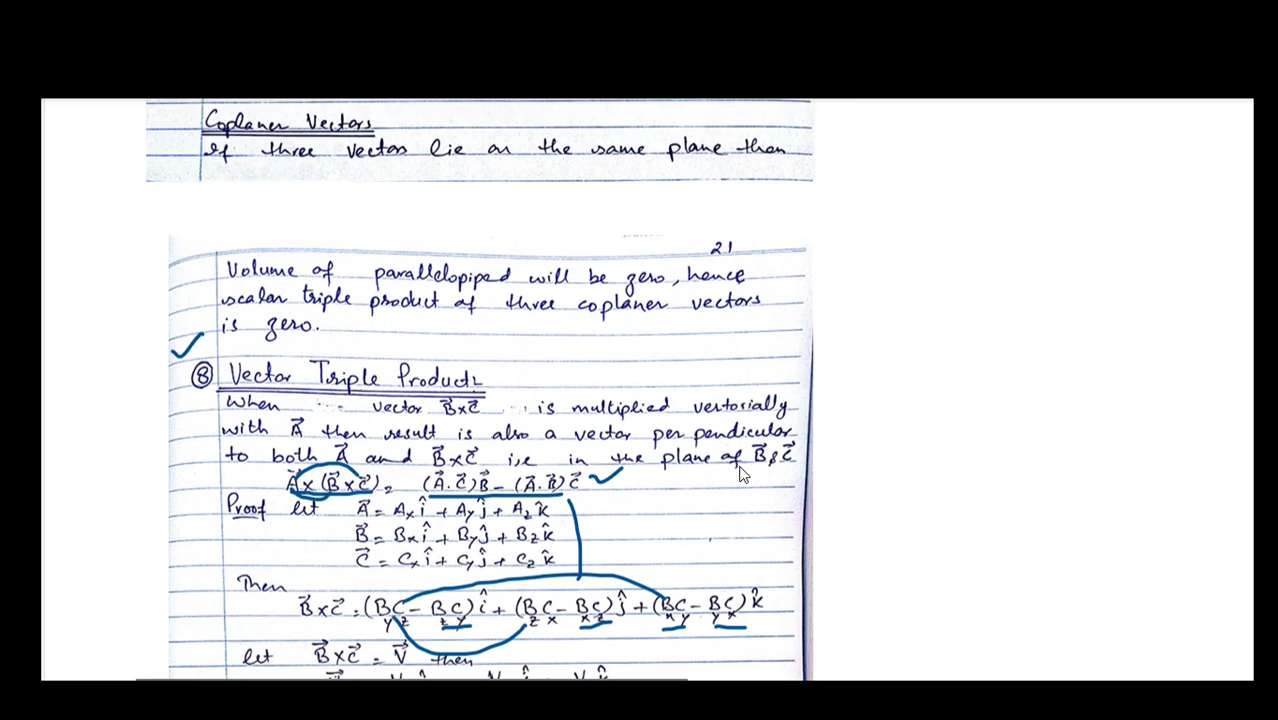 Coplaner Vectors
If three vectors lie on the same plane then
21
Volume of parallelopiped will be zero, hence
scalar triple product of three coplaner vectors
is zero.
⑧ Vector Triple Product:-
When vector B⃗×C⃗ is multiplied vertorially
with A⃗ then result is also a vector perpendicular
to both A⃗ and B⃗×C⃗ i,e in the plane of B⃗ & C⃗
A⃗×(B⃗×C⃗) = (A⃗.C⃗)B⃗ – (A⃗.B⃗)C⃗
Proof let A⃗ = Axî + Ayĵ + Azk̂
B⃗ = Bxî + Byĵ + Bzk̂
C⃗ = Cxî + Cyĵ + Czk̂
Then
B⃗×C⃗ = (ByCz – BzCy)î + (BzCx – BxCz)ĵ + (BxCy – ByCx)k̂
let B⃗×C⃗ = V⃗ then